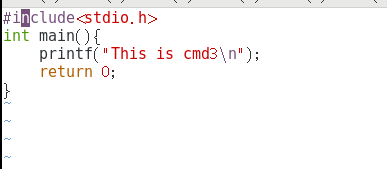 #include<stdio.h>
int main(){
    printf("This is cmd3\n");
    return 0;
}
~
~
~
~